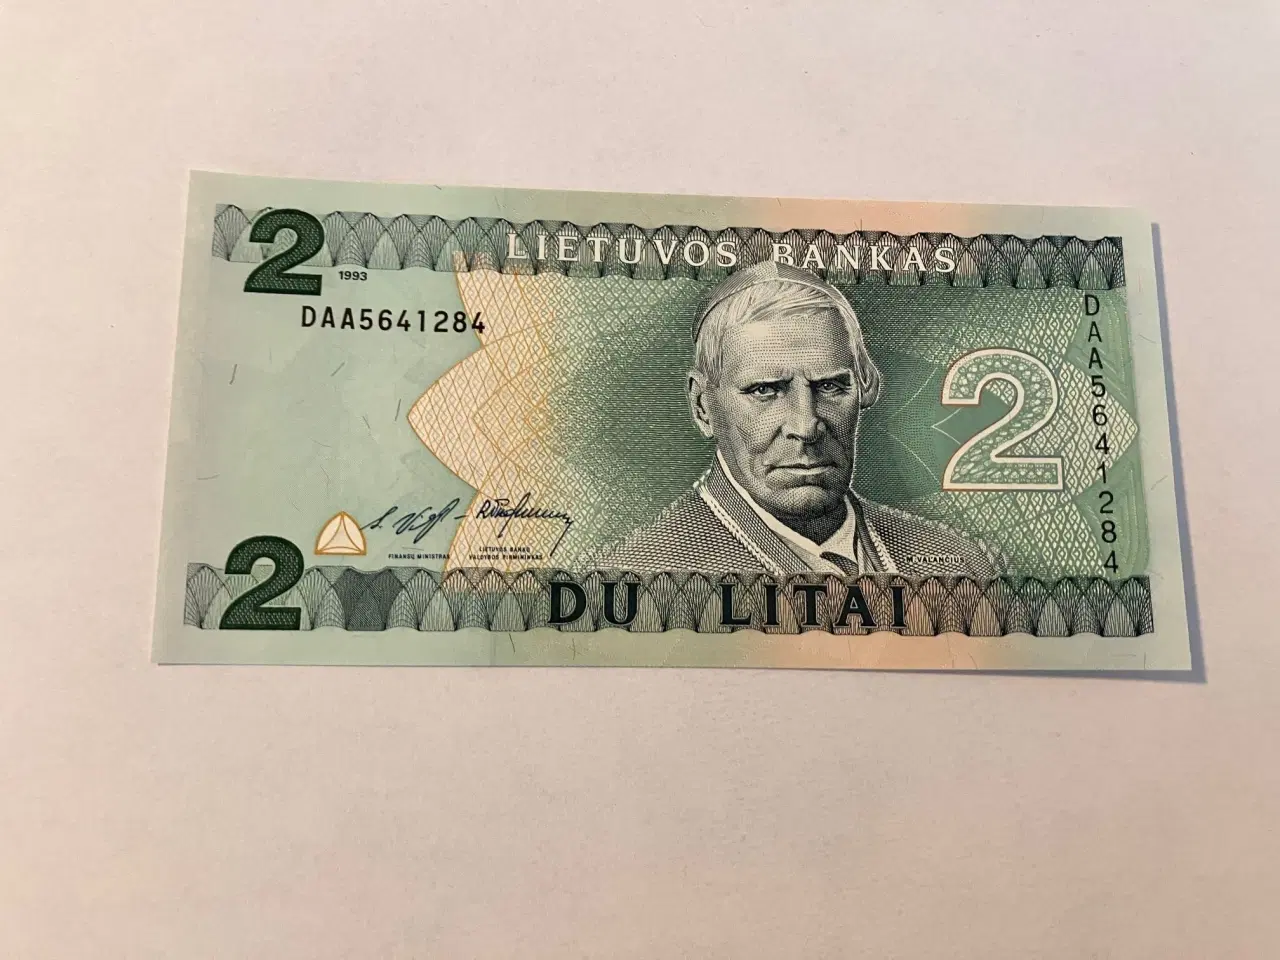 LIETUVOS BANKAS
2
1993
DAA5641284
DAA5641284
2
FINANSŲ MINISTRAS
LIETUVOS BANKO
VALDYBOS PIRMININKAS
M. VALANČIUS
2
DU LITAI